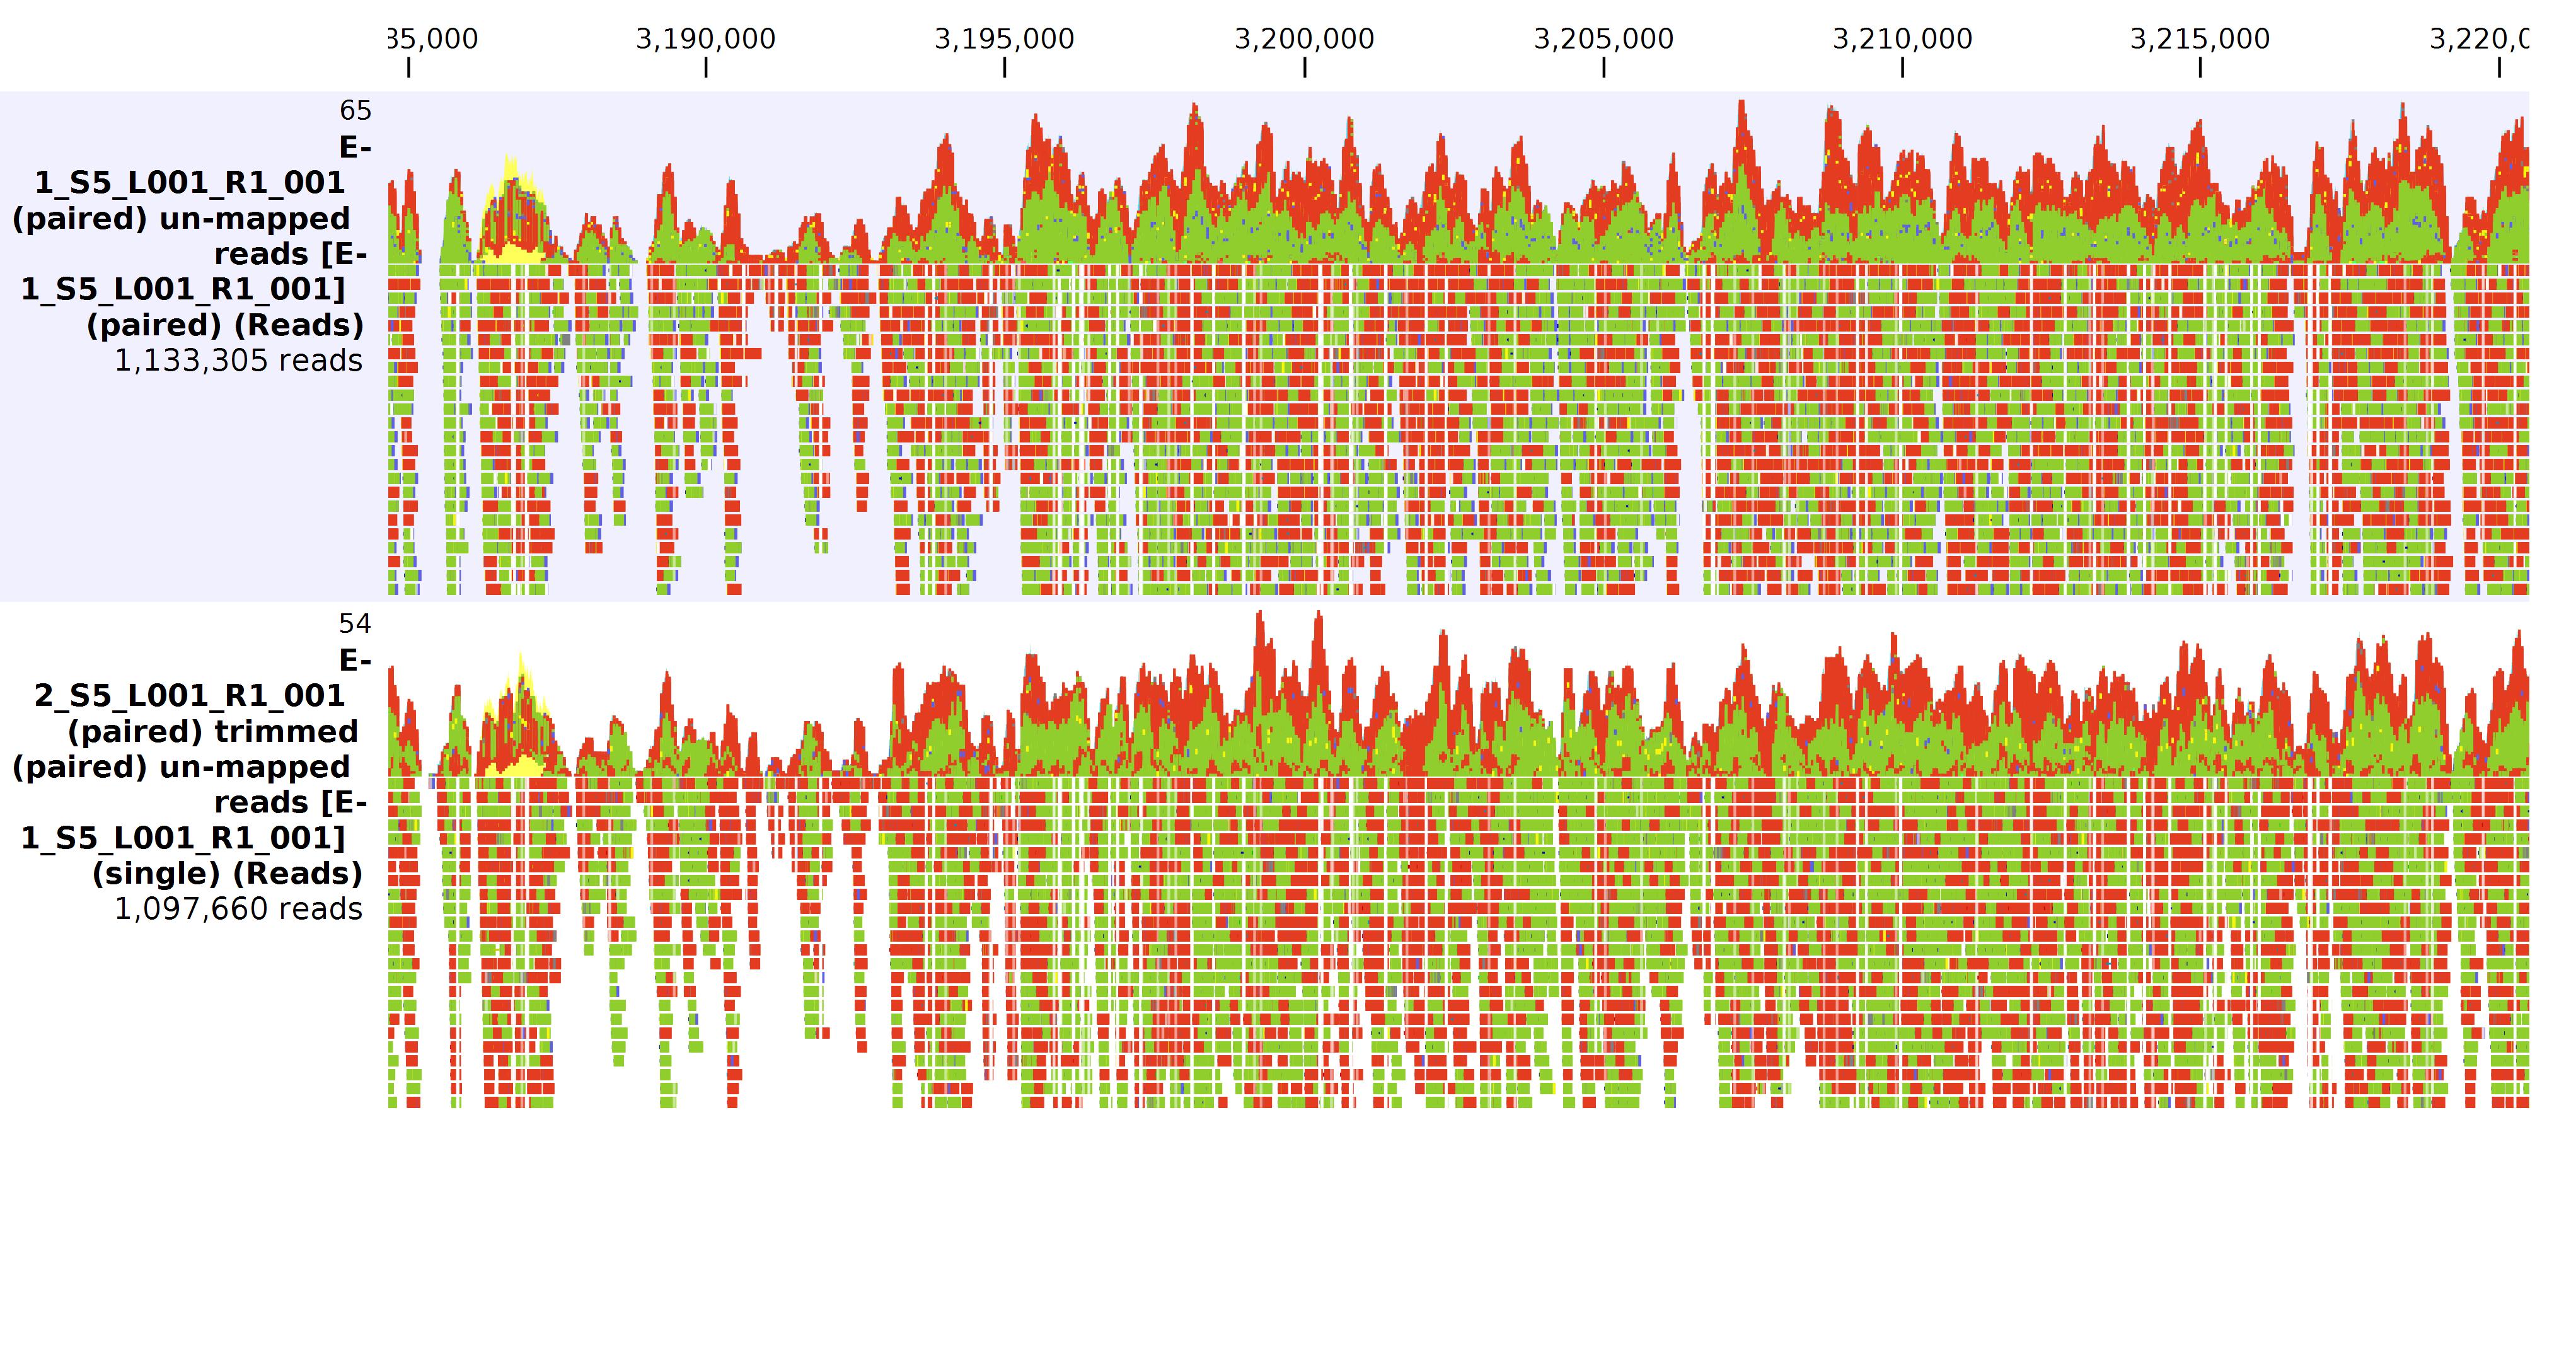 35,000 3,190,000 3,195,000 3,200,000 3,205,000 3,210,000 3,215,000 3,220,0
65
E-
1_S5_L001_R1_001
(paired) un-mapped
reads [E-
1_S5_L001_R1_001]
(paired) (Reads)
1,133,305 reads
54
E-
2_S5_L001_R1_001
(paired) trimmed
(paired) un-mapped
reads [E-
1_S5_L001_R1_001]
(single) (Reads)
1,097,660 reads